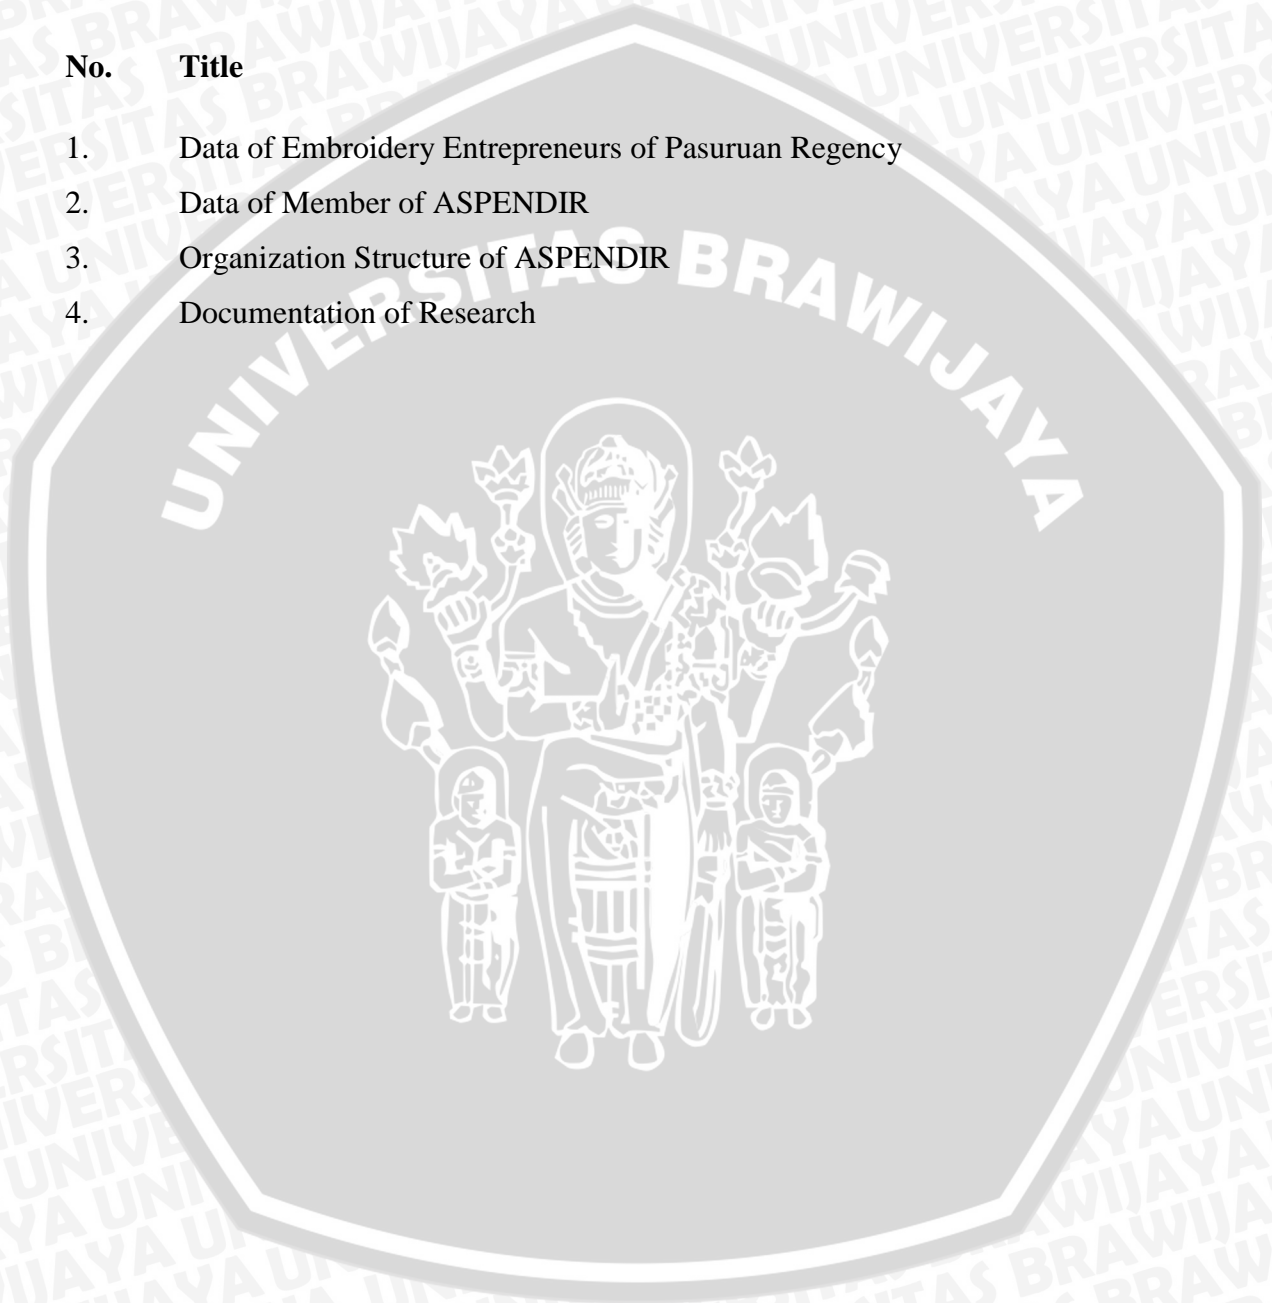 No. Title
1. Data of Embroidery Entrepreneurs of Pasuruan Regency
2. Data of Member of ASPENDIR
3. Organization Structure of ASPENDIR
4. Documentation of Research
UNIVERSITAS BRAWIJAYA